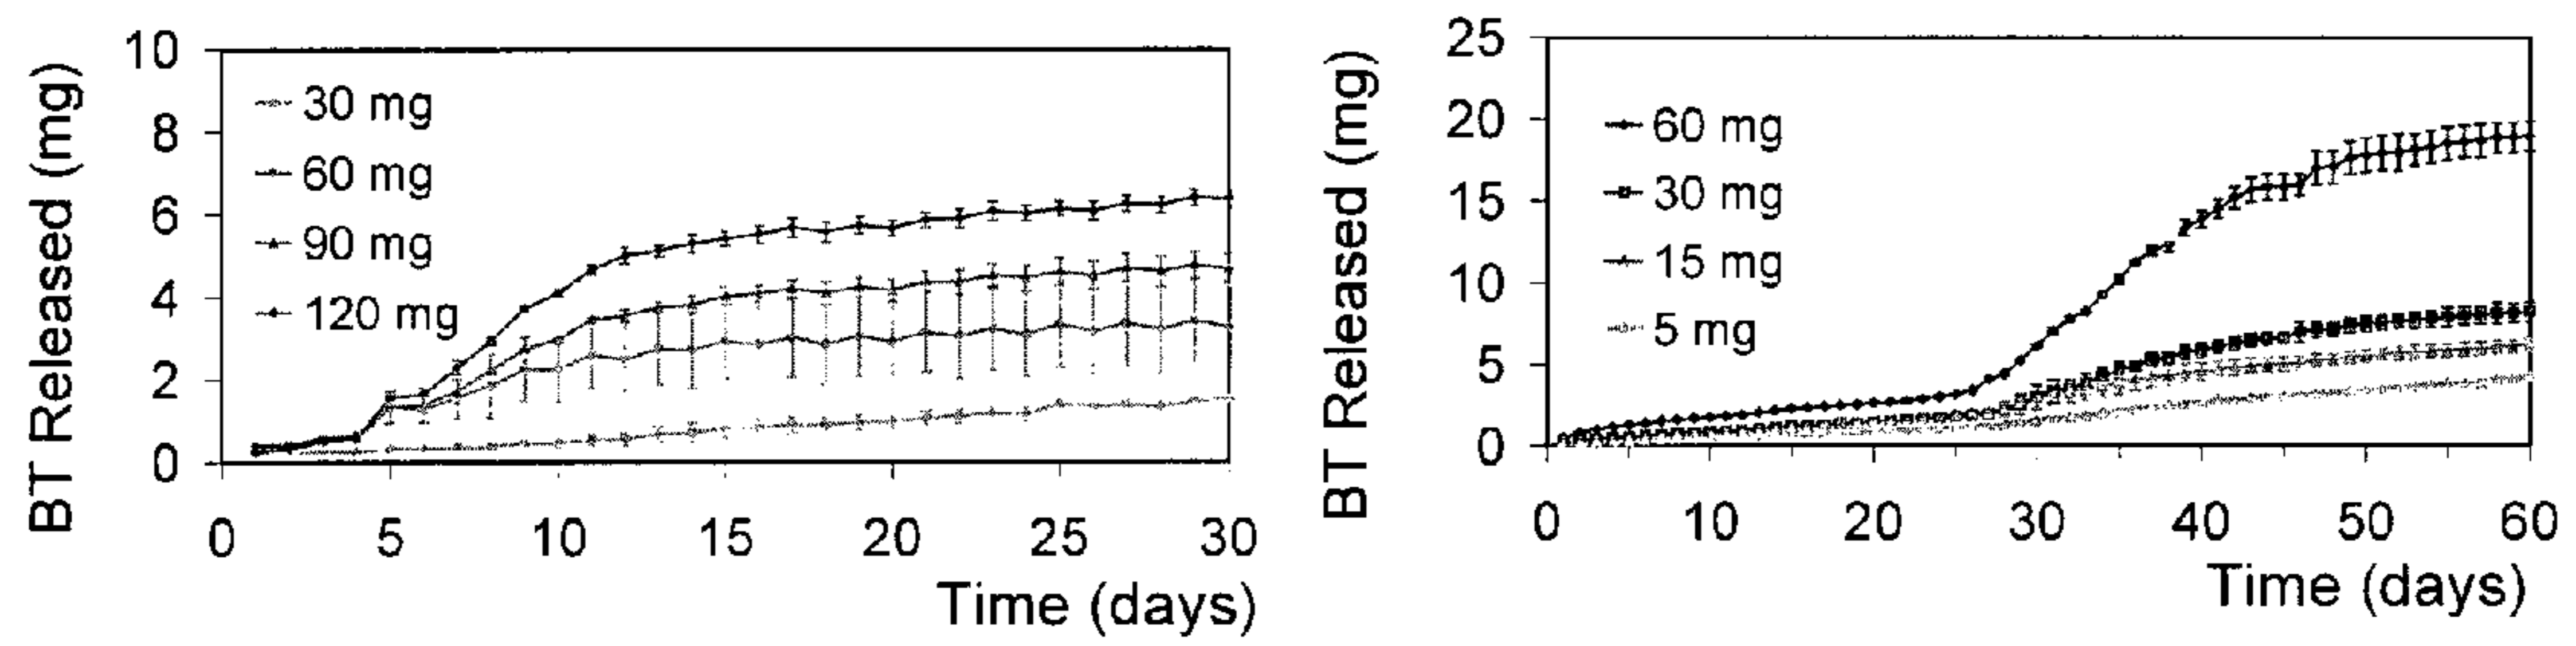 BT Released (mg)
10
8
6
4
2
0
30 mg
60 mg
90 mg
120 mg
0 5 10 15 20 25 30
Time (days)
BT Released (mg)
25
20
15
10
5
0
60 mg
30 mg
15 mg
5 mg
0 10 20 30 40 50 60
Time (days)